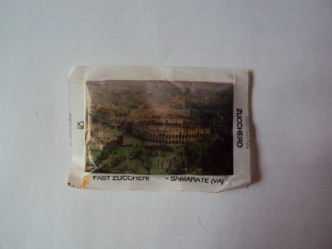 ZUCCHERO
FAST ZUCCHERI - SAMARATE (VA)